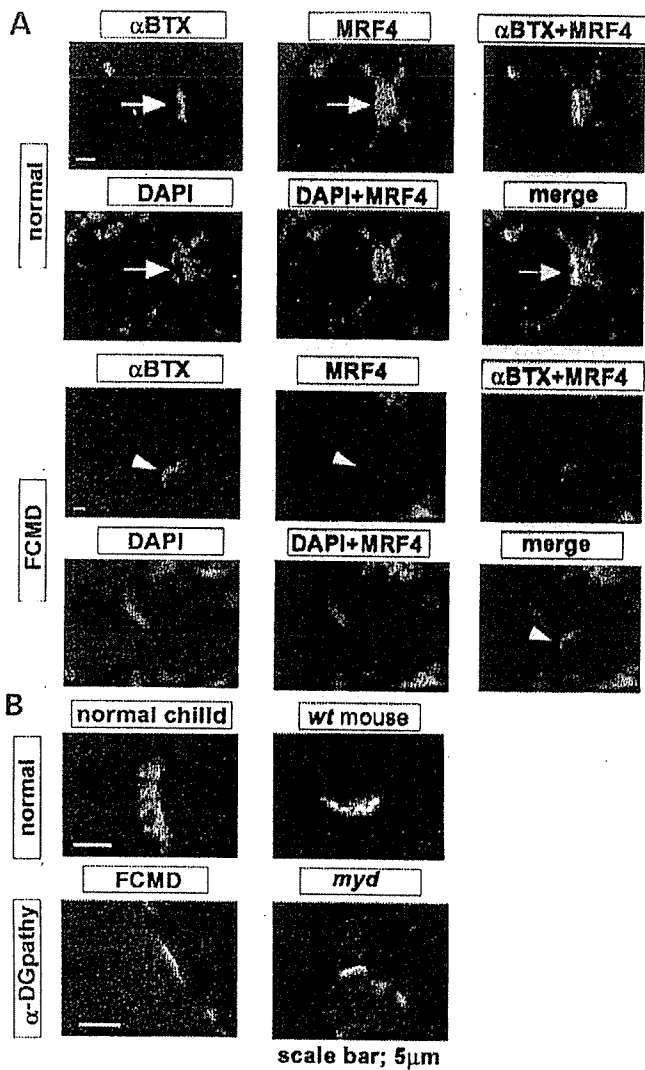 A
αBTX MRF4 αBTX+MRF4
normal
DAPI DAPI+MRF4 merge
αBTX MRF4 αBTX+MRF4
FCMD
DAPI DAPI+MRF4 merge
B
normal chilld wt mouse
normal
FCMD myd
α-DGpathy
scale bar; 5μm